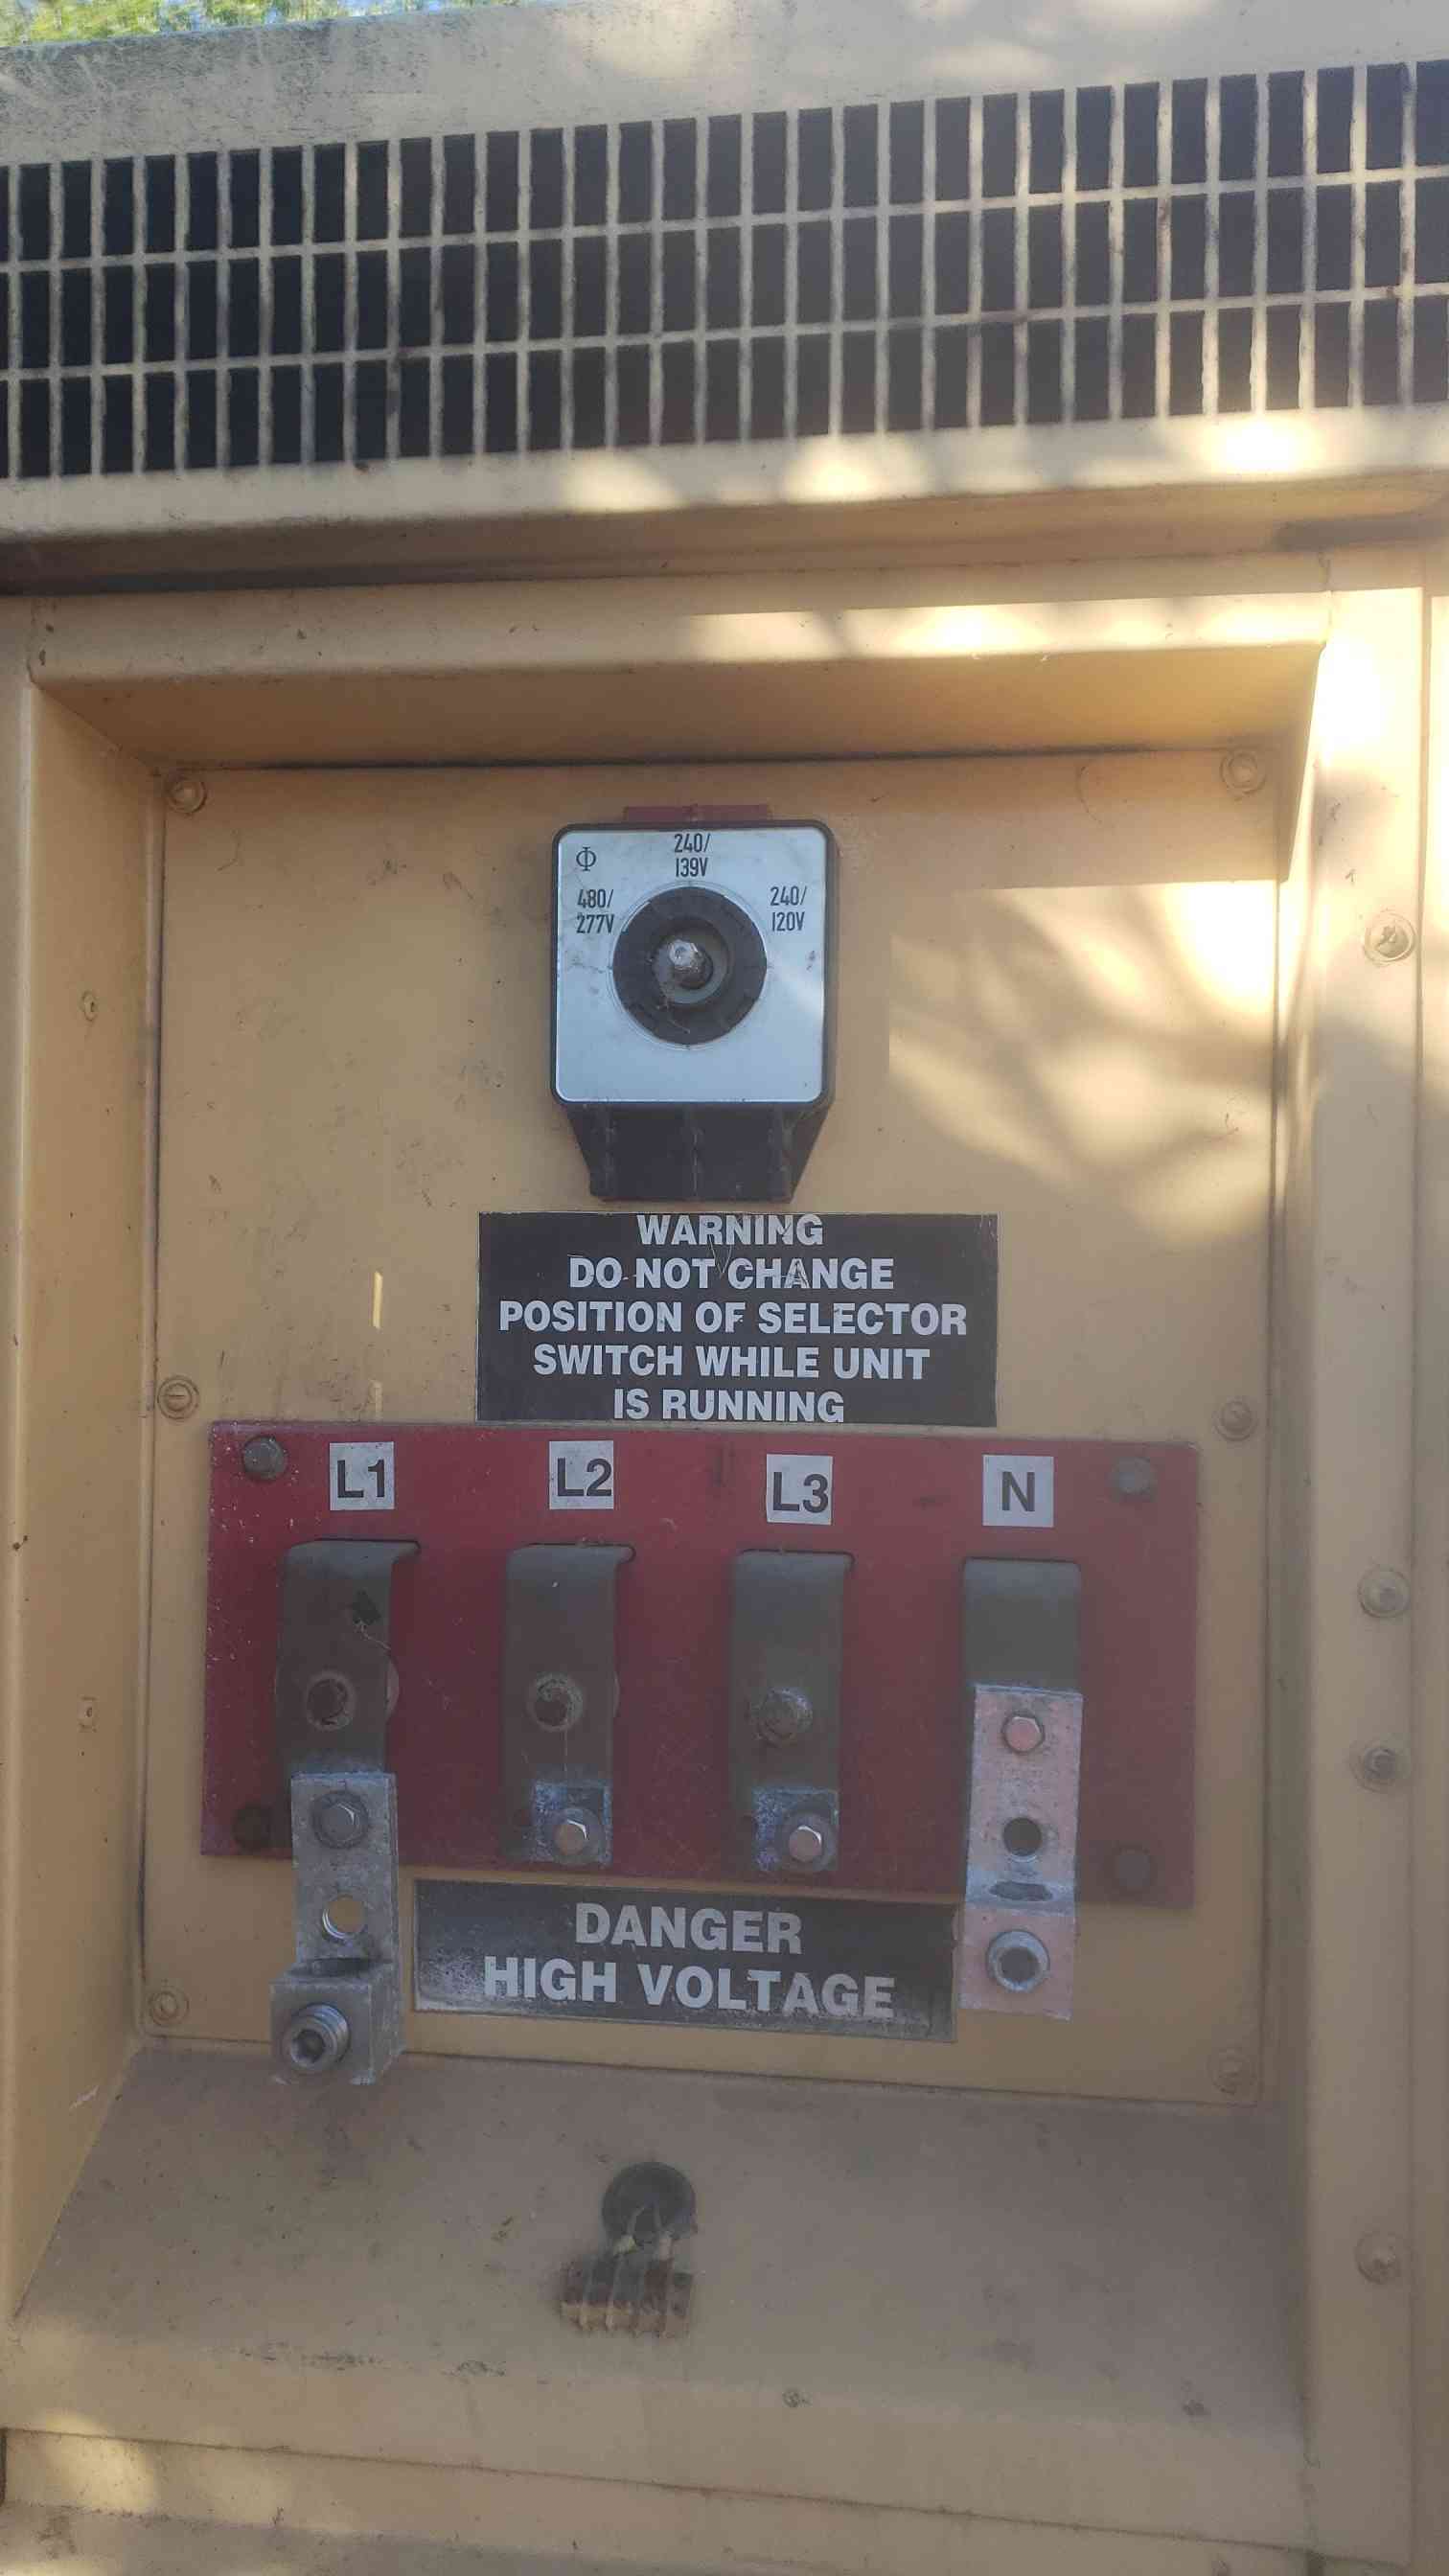 Φ
240/
139V
480/
277V
240/
120V
WARNING
DO NOT CHANGE
POSITION OF SELECTOR
SWITCH WHILE UNIT
IS RUNNING
L1
L2
L3
N
DANGER
HIGH VOLTAGE